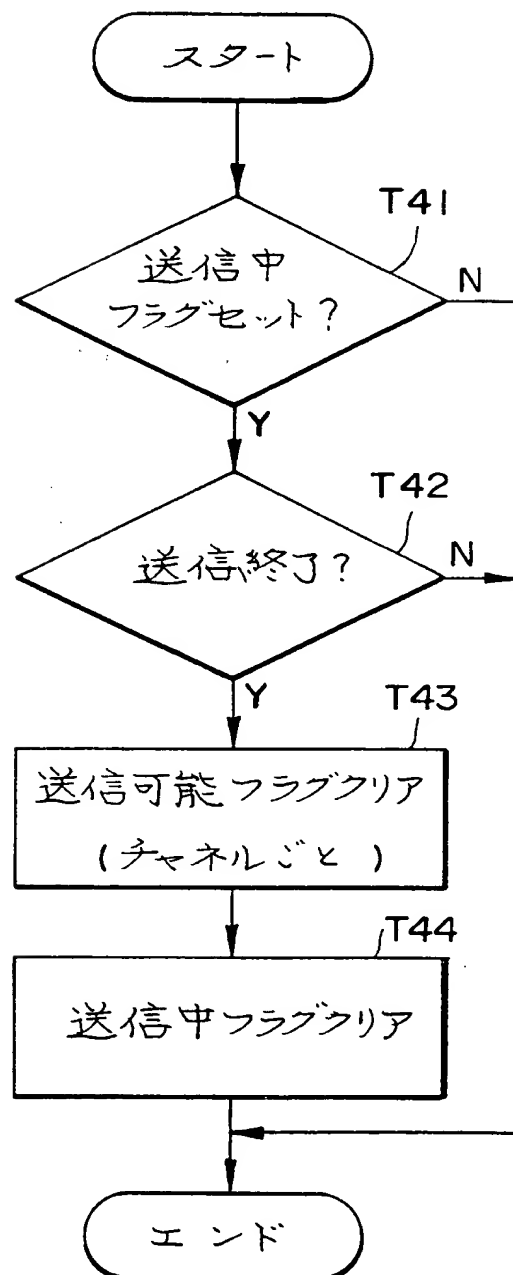 スタート
T41
送信中
フラグセット?
N
Y
T42
送信終了?
N
Y
T43
送信可能フラグクリア
(チャネルごと)
T44
送信中フラグクリア
エンド